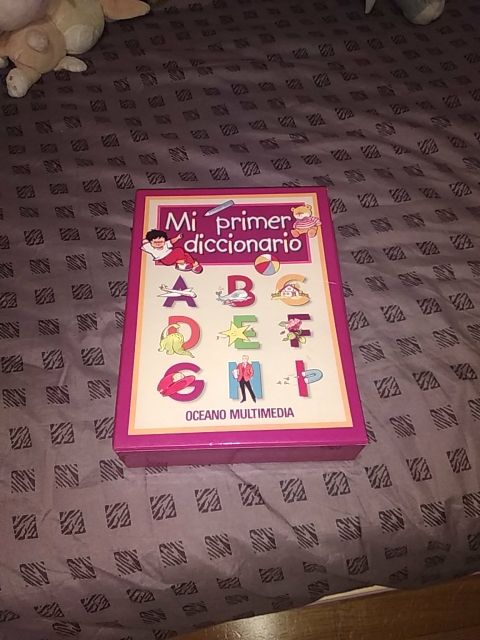 Mi primer
diccionario
A B C
D E F
G H I
OCEANO MULTIMEDIA